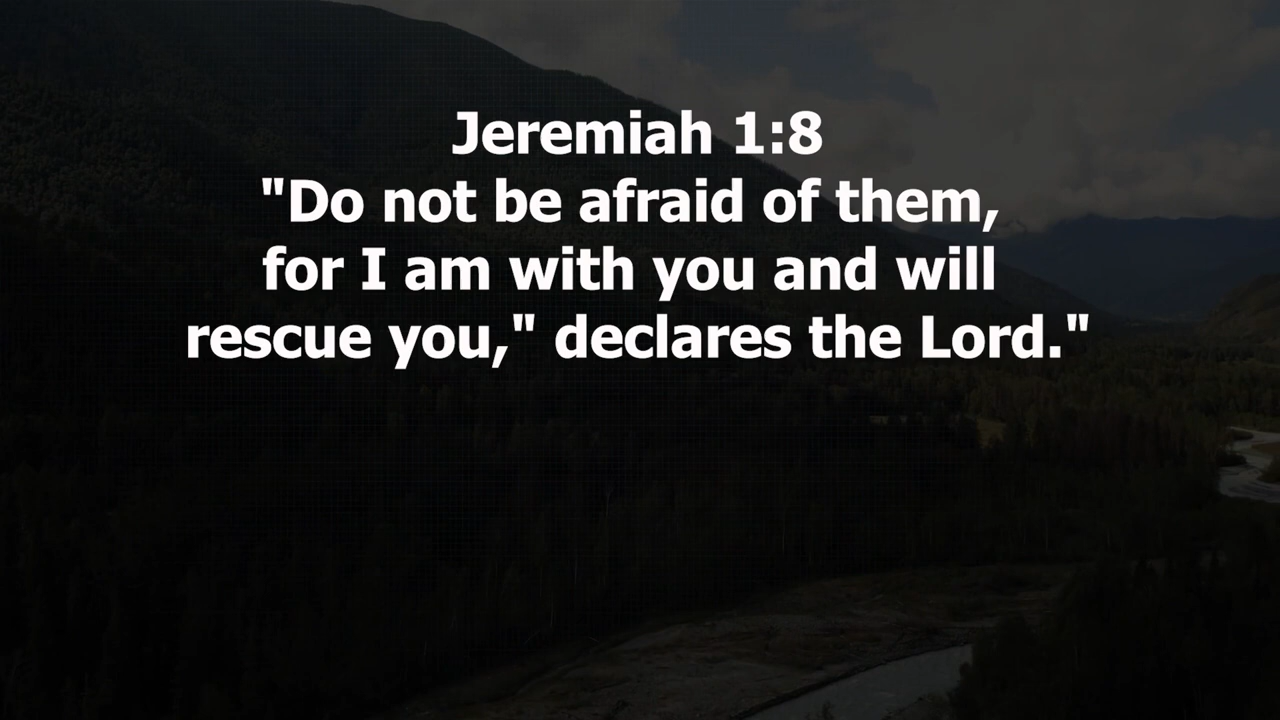 Jeremiah 1:8
"Do not be afraid of them,
for I am with you and will
rescue you," declares the Lord."